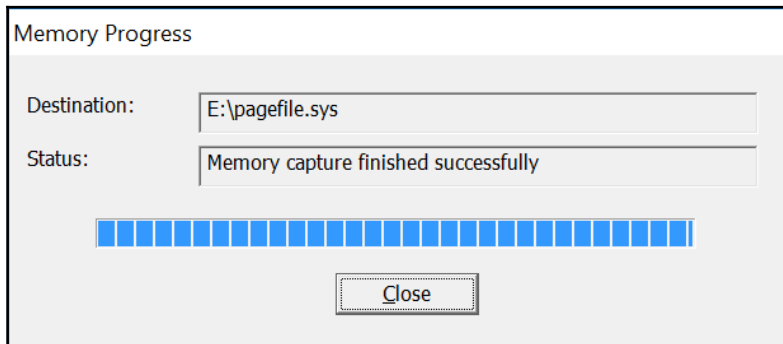 Memory Progress
Destination:
E:\pagefile.sys
Status:
Memory capture finished successfully
Close